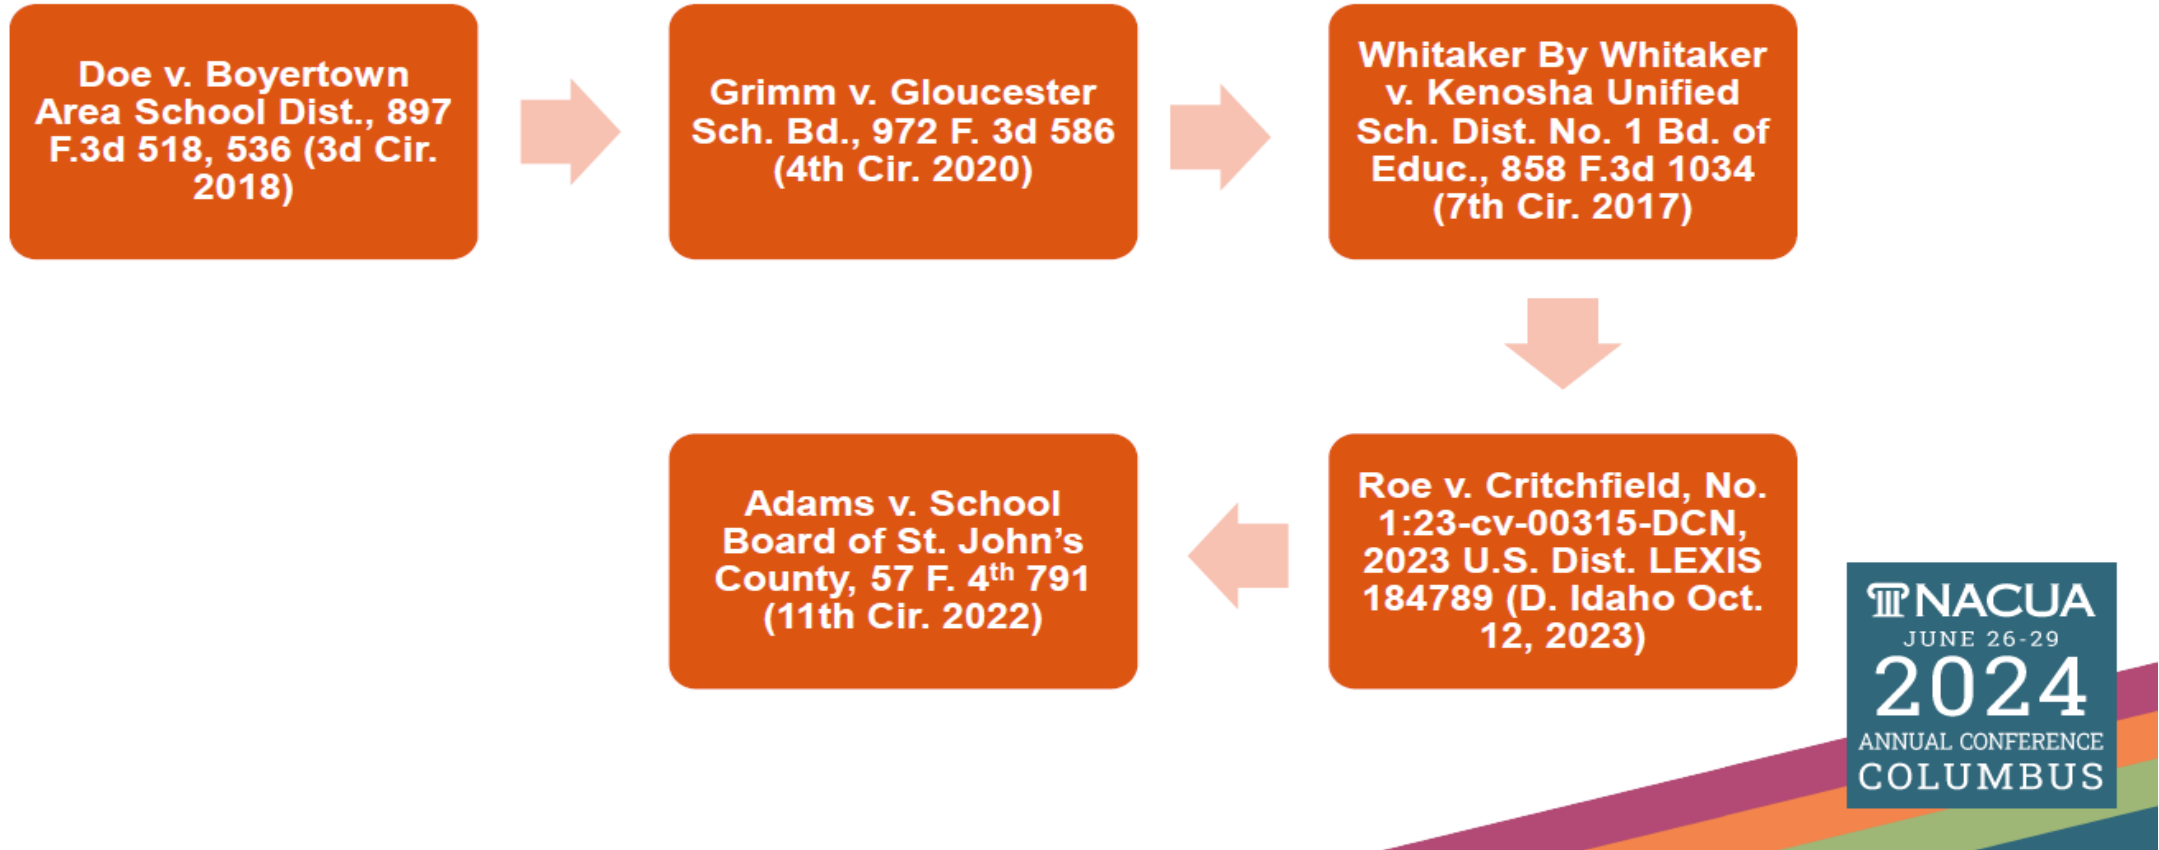 Doe v. Boyertown
Area School Dist., 897
F.3d 518, 536 (3d Cir.
2018)
Grimm v. Gloucester
Sch. Bd., 972 F. 3d 586
(4th Cir. 2020)
Whitaker By Whitaker
v. Kenosha Unified
Sch. Dist. No. 1 Bd. of
Educ., 858 F.3d 1034
(7th Cir. 2017)
Roe v. Critchfield, No.
1:23-cv-00315-DCN,
2023 U.S. Dist. LEXIS
184789 (D. Idaho Oct.
12, 2023)
Adams v. School
Board of St. John’s
County, 57 F. 4th 791
(11th Cir. 2022)
NACUA
JUNE 26-29
2024
ANNUAL CONFERENCE
COLUMBUS